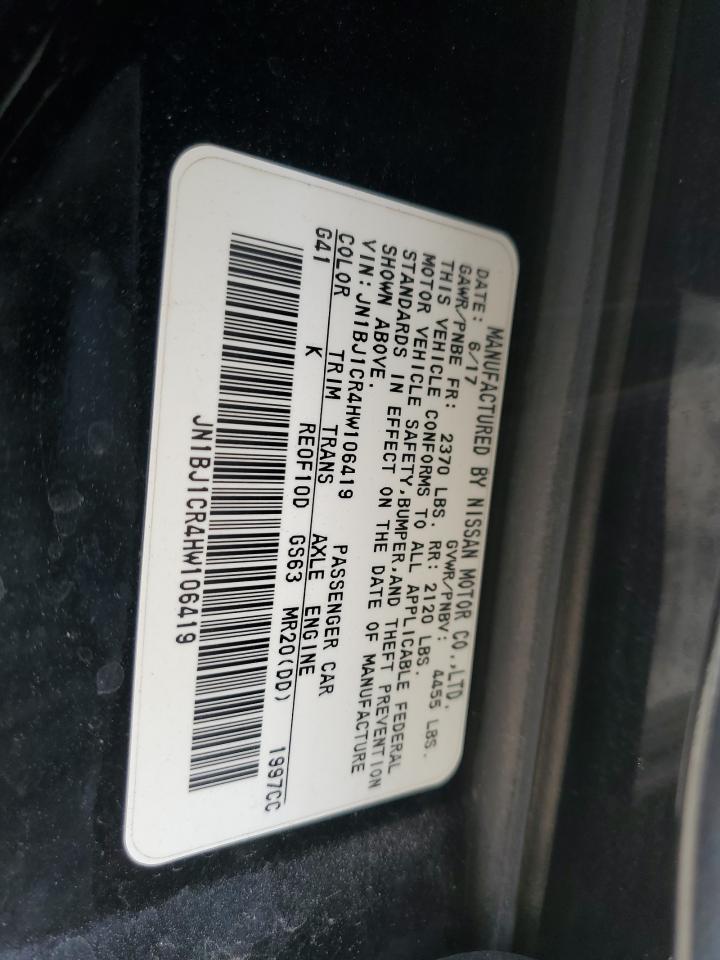 MANUFACTURED BY NISSAN MOTOR CO.,LTD.
DATE: 6/17 GVWR/PNBV: 4455 LBS.
GAWR/PNBE FR: 2370 LBS. RR: 2120 LBS.
THIS VEHICLE CONFORMS TO ALL APPLICABLE FEDERAL
MOTOR VEHICLE SAFETY,BUMPER,AND THEFT PREVENTION
STANDARDS IN EFFECT ON THE DATE OF MANUFACTURE
SHOWN ABOVE.
VIN:JN1BJ1CR4HW106419 PASSENGER CAR
COLOR TRIM TRANS AXLE ENGINE
G41 K RE0F10D GS63 MR20(DD) 1997CC
JN1BJ1CR4HW106419